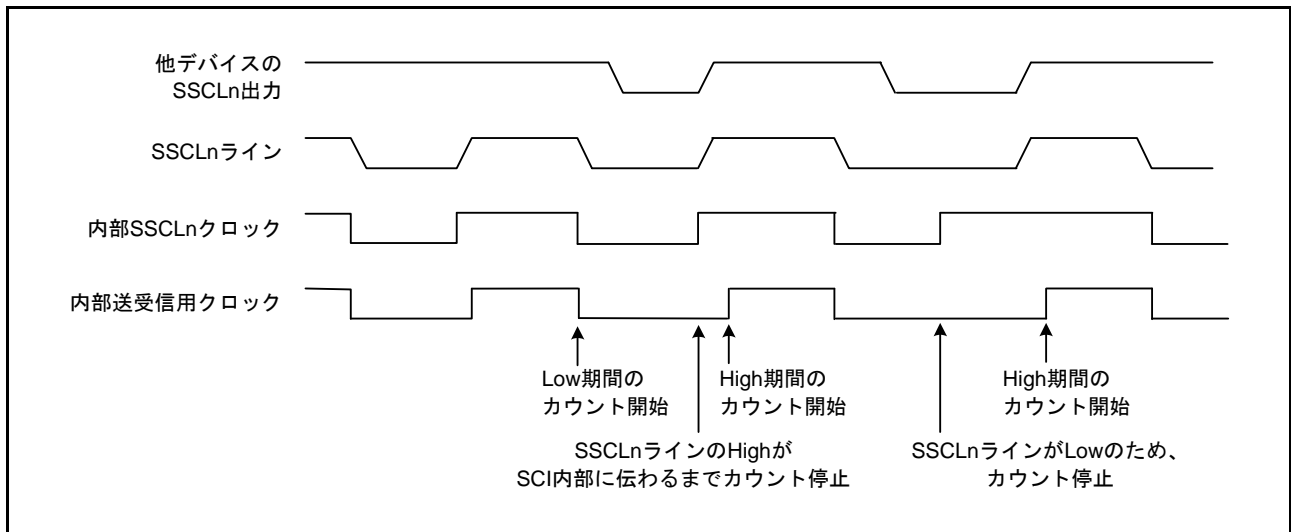 他デバイスの
SSCLn出力
SSCLnライン
内部SSCLnクロック
内部送受信用クロック
Low期間の
カウント開始
High期間の
カウント開始
High期間の
カウント開始
SSCLnラインのHighが
SCI内部に伝わるまでカウント停止
SSCLnラインがLowのため、
カウント停止